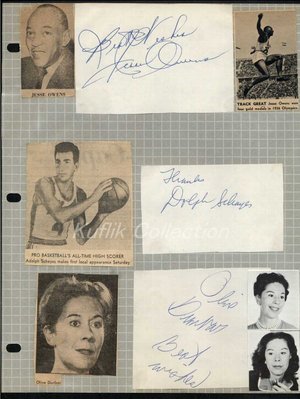 Best Wishes
Jesse Owens
JESSE OWENS
TRACK GREAT Jesse Owens won
four gold medals in 1936 Olympics
Thanks
Dolph Schayes
PRO BASKETBALL'S ALL-TIME HIGH SCORER
Adolph Schayes makes first local appearance Saturday
Kuflik Collection
Olive
Dunbar
Best
wishes
Olive Dunbar